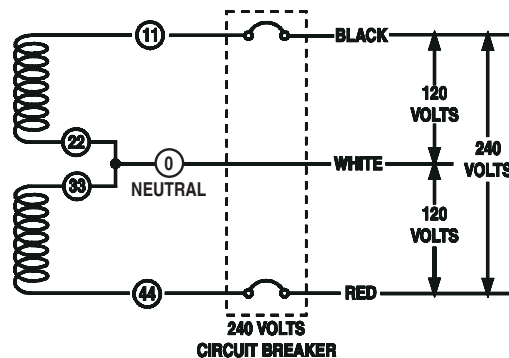 11
BLACK
120
VOLTS
22
0
WHITE
240
VOLTS
33
NEUTRAL
120
VOLTS
44
RED
240 VOLTS
CIRCUIT BREAKER